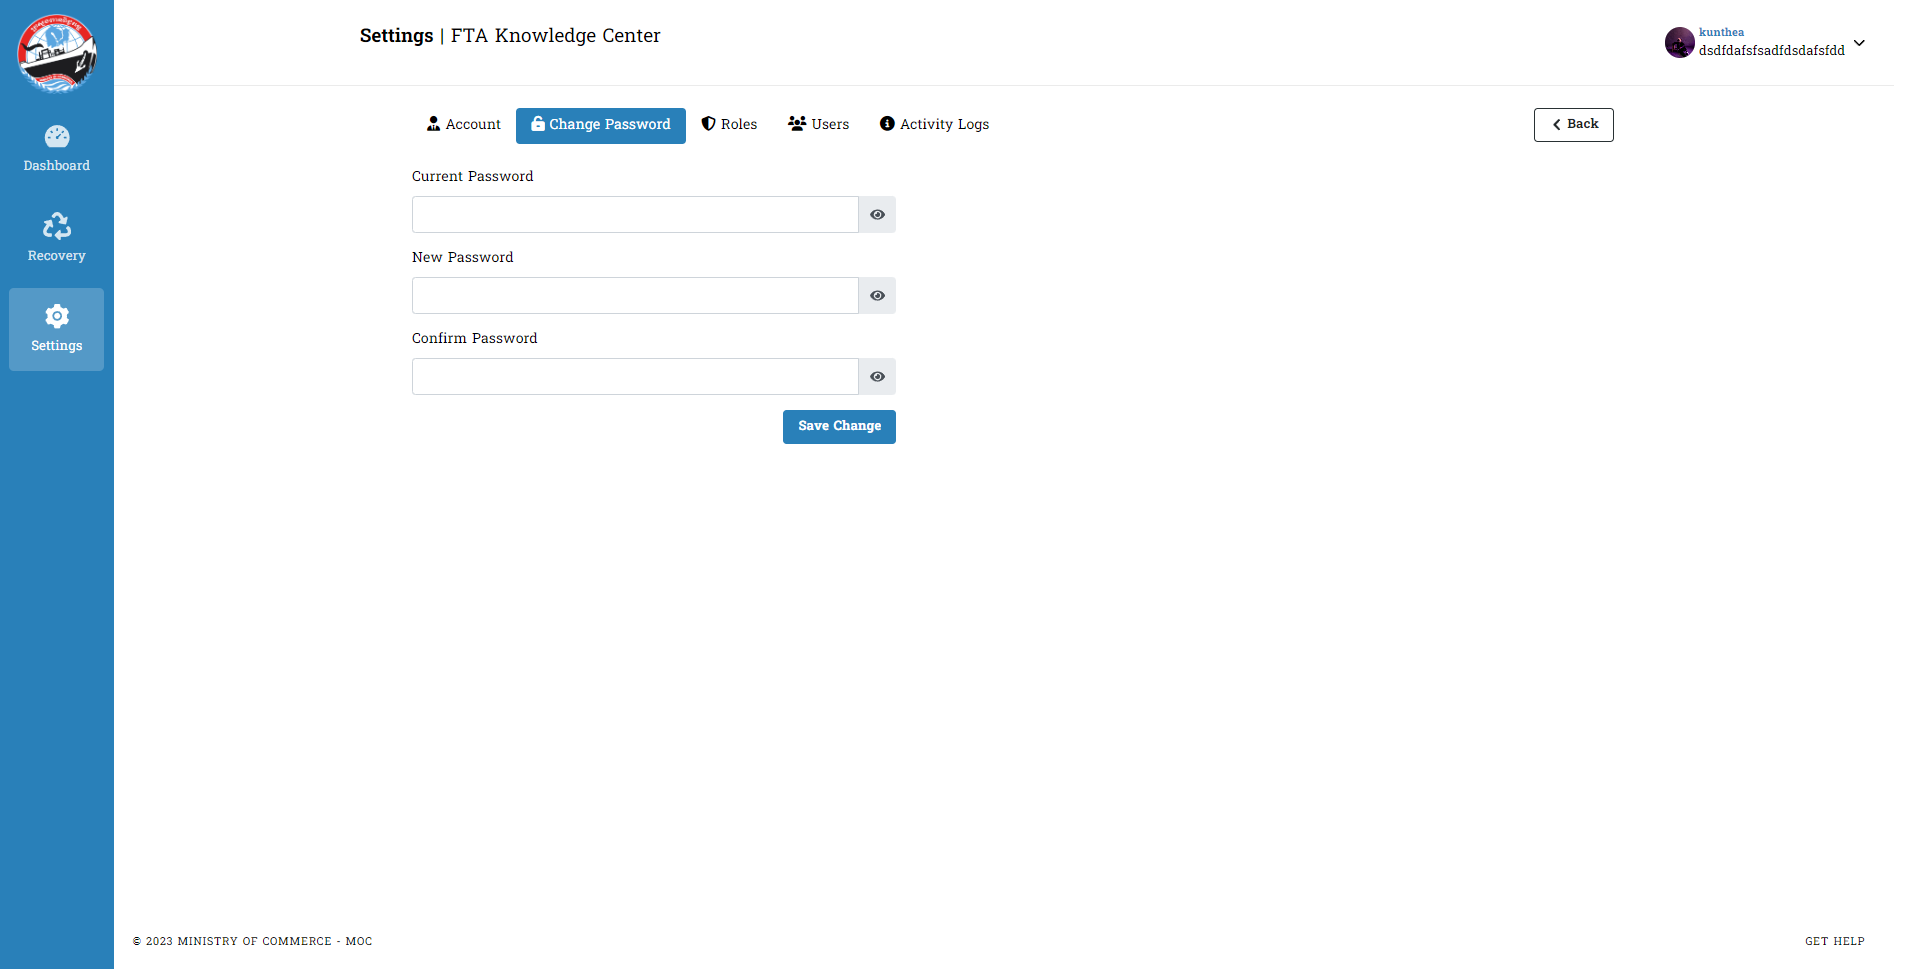 Settings | FTA Knowledge Center
kunthea
dsdfdafsfsadfdsdafsfdd
Dashboard
Recovery
Settings
Account
Change Password
Roles
Users
Activity Logs
Back
Current Password
New Password
Confirm Password
Save Change
© 2023 MINISTRY OF COMMERCE - MOC
GET HELP